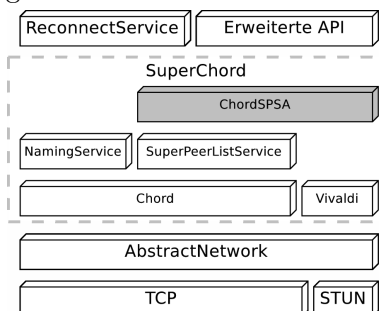 ReconnectService Erweiterte API
SuperChord
ChordSPSA
NamingService SuperPeerListService
Chord Vivaldi
AbstractNetwork
TCP STUN